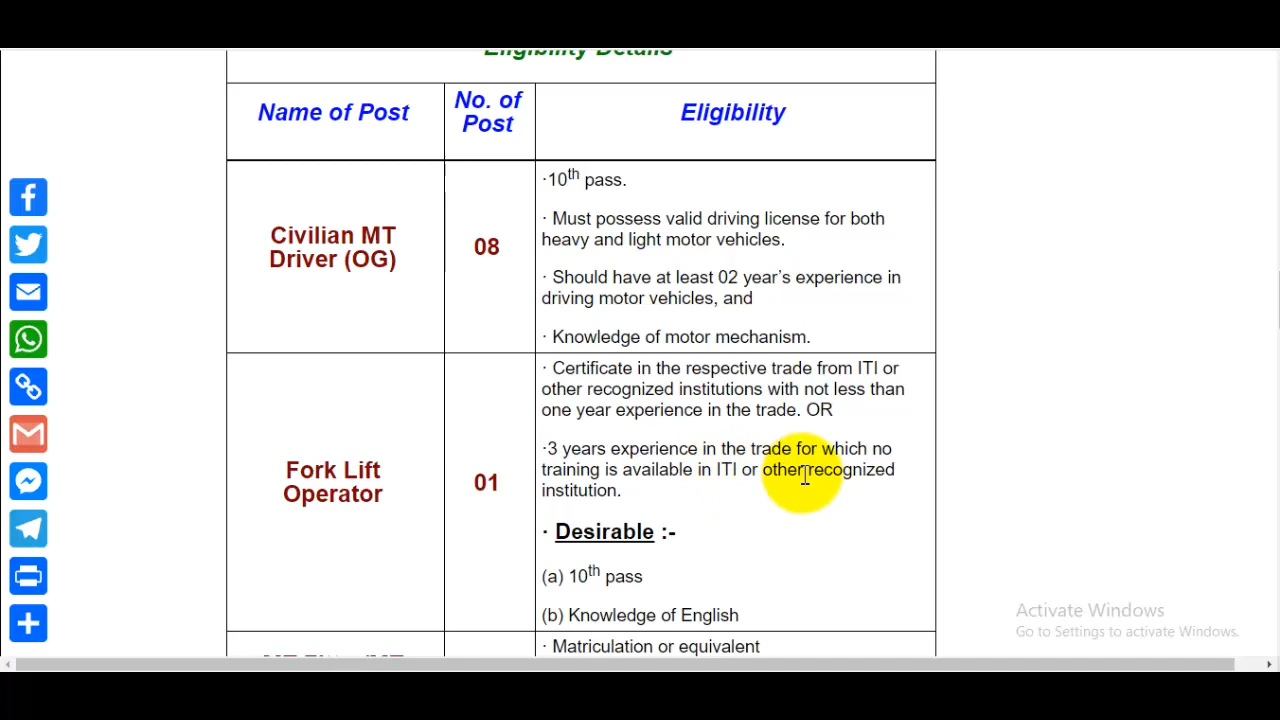 Eligibility Details
Name of Post
No. of
Post
Eligibility
Civilian MT
Driver (OG)
08
·10th pass.
· Must possess valid driving license for both
heavy and light motor vehicles.
· Should have at least 02 year’s experience in
driving motor vehicles, and
· Knowledge of motor mechanism.
Fork Lift
Operator
01
· Certificate in the respective trade from ITI or
other recognized institutions with not less than
one year experience in the trade. OR
·3 years experience in the trade for which no
training is available in ITI or other recognized
institution.
· Desirable :-
(a) 10th pass
(b) Knowledge of English
· Matriculation or equivalent
Activate Windows
Go to Settings to activate Windows.